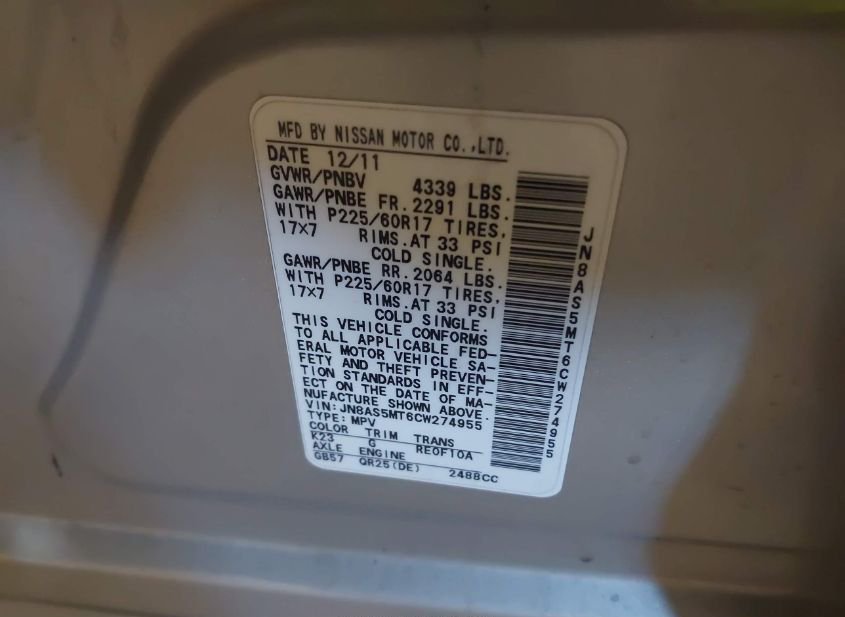 MFD BY NISSAN MOTOR CO.,LTD.
DATE 12/11
GVWR/PNBV 4339 LBS.
GAWR/PNBE FR.2291 LBS.
WITH P225/60R17 TIRES,
17×7 RIMS.AT 33 PSI
COLD SINGLE.
GAWR/PNBE RR.2064 LBS.
WITH P225/60R17 TIRES,
17×7 RIMS.AT 33 PSI
COLD SINGLE.
THIS VEHICLE CONFORMS
TO ALL APPLICABLE FED-
ERAL MOTOR VEHICLE SA-
FETY AND THEFT PREVEN-
TION STANDARDS IN EFF-
ECT ON THE DATE OF MA-
NUFACTURE SHOWN ABOVE.
VIN:JN8AS5MT6CW274955
TYPE:MPV
COLOR TRIM TRANS
K23 G RE0F10A
AXLE ENGINE
GB57 QR25(DE) 2488CC
JN8AS5MT6CW274955